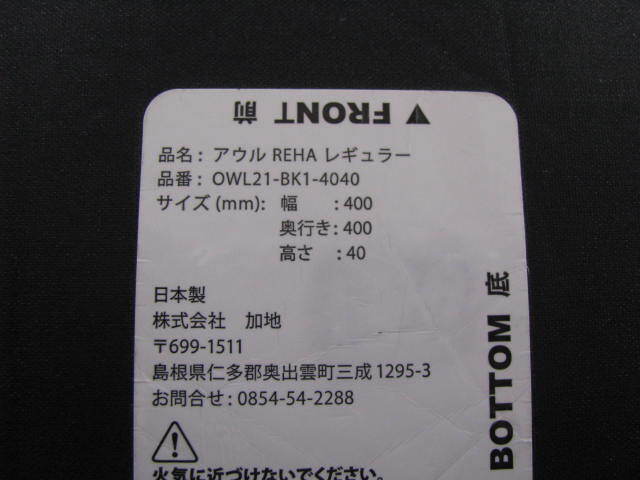 ▼ FRONT 前
品名 : アウル REHA レギュラー
品番 : OWL21-BK1-4040
サイズ (mm): 幅 : 400
奥行き : 400
高さ : 40
日本製
株式会社 加地
〒699-1511
島根県仁多郡奥出雲町三成 1295-3
お問合せ : 0854-54-2288
火気に近づけないでください。
BOTTOM 底